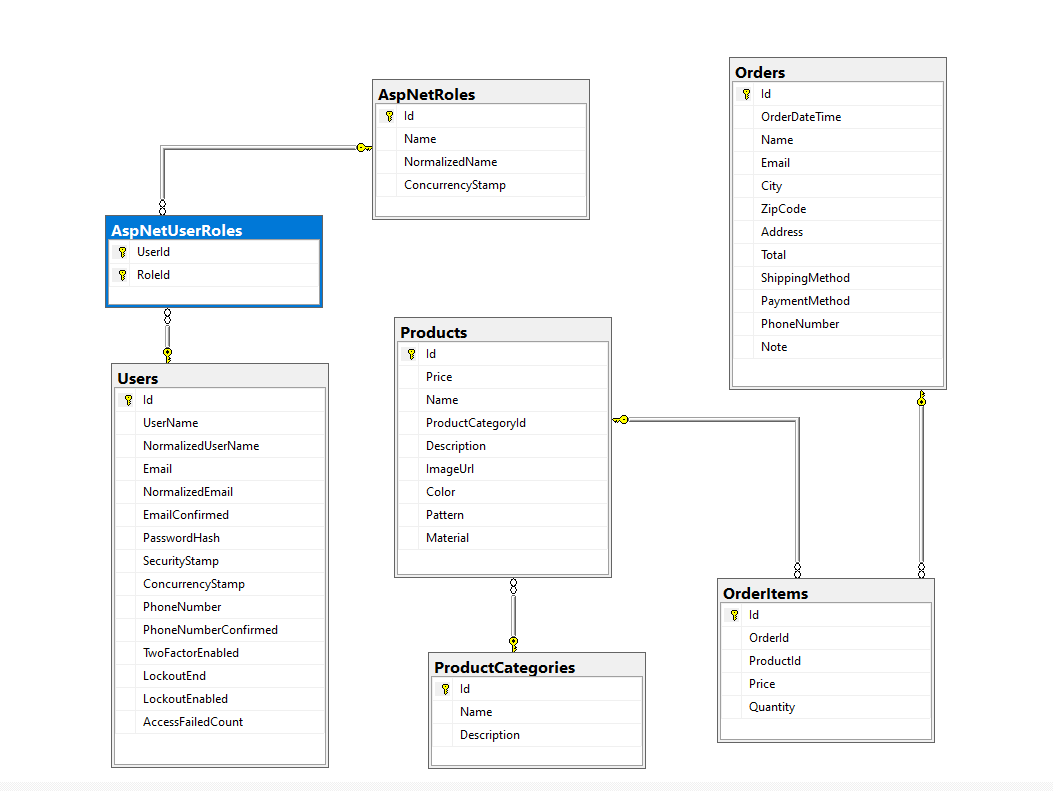 AspNetRoles
Id
Name
NormalizedName
ConcurrencyStamp
Orders
Id
OrderDateTime
Name
Email
City
ZipCode
Address
Total
ShippingMethod
PaymentMethod
PhoneNumber
Note
AspNetUserRoles
UserId
RoleId
Users
Id
UserName
NormalizedUserName
Email
NormalizedEmail
EmailConfirmed
PasswordHash
SecurityStamp
ConcurrencyStamp
PhoneNumber
PhoneNumberConfirmed
TwoFactorEnabled
LockoutEnd
LockoutEnabled
AccessFailedCount
Products
Id
Price
Name
ProductCategoryId
Description
ImageUrl
Color
Pattern
Material
ProductCategories
Id
Name
Description
OrderItems
Id
OrderId
ProductId
Price
Quantity